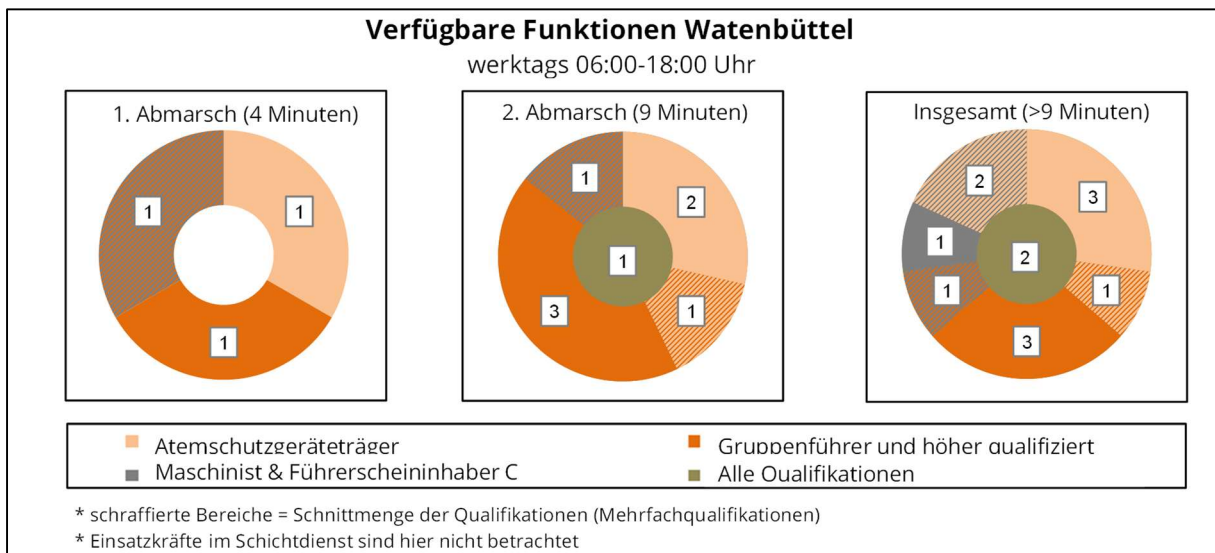 Verfügbare Funktionen Watenbüttel
werktags 06:00-18:00 Uhr
1. Abmarsch (4 Minuten)
1
1
1
2. Abmarsch (9 Minuten)
1
2
1
3
1
Insgesamt (>9 Minuten)
2
3
1
2
1
1
3
Atemschutzgeräteträger
Gruppenführer und höher qualifiziert
Maschinist & Führerscheininhaber C
Alle Qualifikationen
* schraffierte Bereiche = Schnittmenge der Qualifikationen (Mehrfachqualifikationen)
* Einsatzkräfte im Schichtdienst sind hier nicht betrachtet